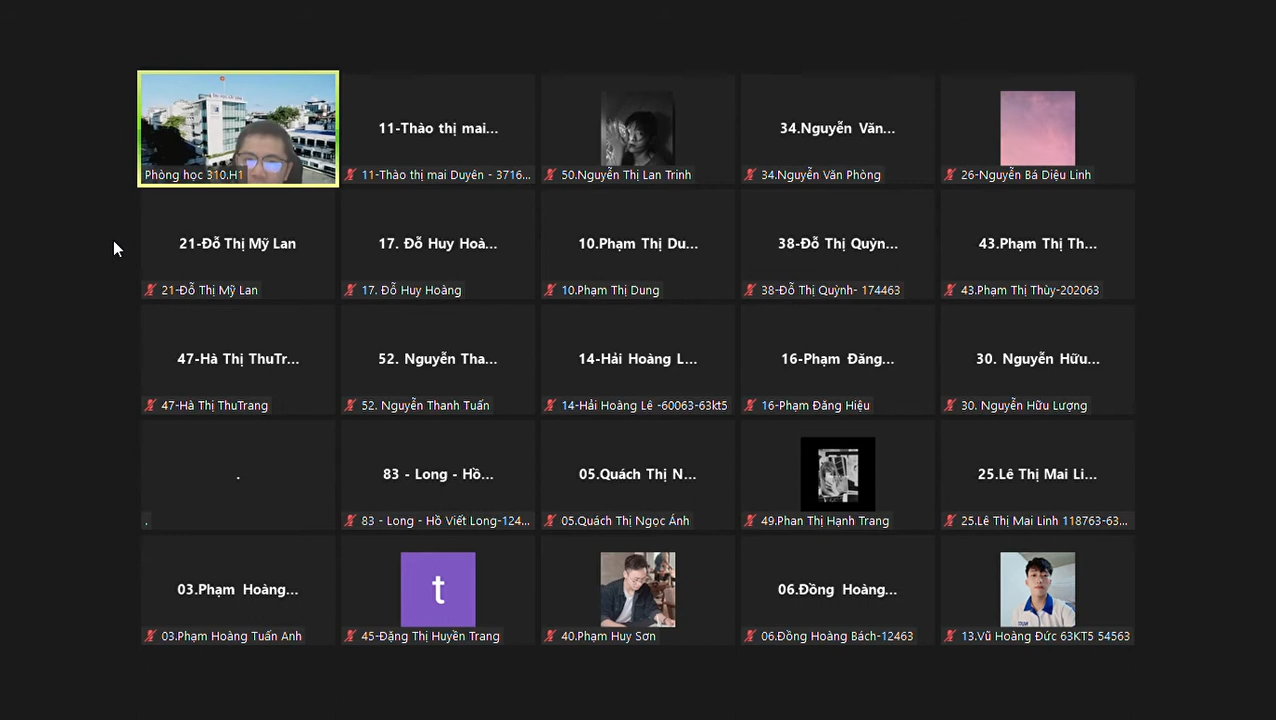 Phòng học 310.H1
11-Thào thị mai...
11-Thào thị mai Duyên - 3716...
50.Nguyễn Thị Lan Trinh
34.Nguyễn Văn...
34.Nguyễn Văn Phòng
26-Nguyễn Bá Diệu Linh
21-Đỗ Thị Mỹ Lan
21-Đỗ Thị Mỹ Lan
17. Đỗ Huy Hoà...
17. Đỗ Huy Hoàng
10.Phạm Thị Du...
10.Phạm Thị Dung
38-Đỗ Thị Quỳn...
38-Đỗ Thị Quỳnh- 174463
43.Phạm Thị Th...
43.Phạm Thị Thùy-202063
47-Hà Thị ThuTr...
47-Hà Thị ThuTrang
52. Nguyễn Tha...
52. Nguyễn Thanh Tuấn
14-Hải Hoàng L...
14-Hải Hoàng Lê -60063-63kt5
16-Phạm Đăng...
16-Phạm Đăng Hiệu
30. Nguyễn Hữu...
30. Nguyễn Hữu Lượng
.
.
83 - Long - Hồ...
83 - Long - Hồ Viết Long-124...
05.Quách Thị N...
05.Quách Thị Ngọc Ánh
49.Phan Thị Hạnh Trang
25.Lê Thị Mai Li...
25.Lê Thị Mai Linh 118763-63...
03.Phạm Hoàng...
03.Phạm Hoàng Tuấn Anh
t
45-Đặng Thị Huyền Trang
40.Phạm Huy Sơn
06.Đồng Hoàng...
06.Đồng Hoàng Bách-12463
13.Vũ Hoàng Đức 63KT5 54563